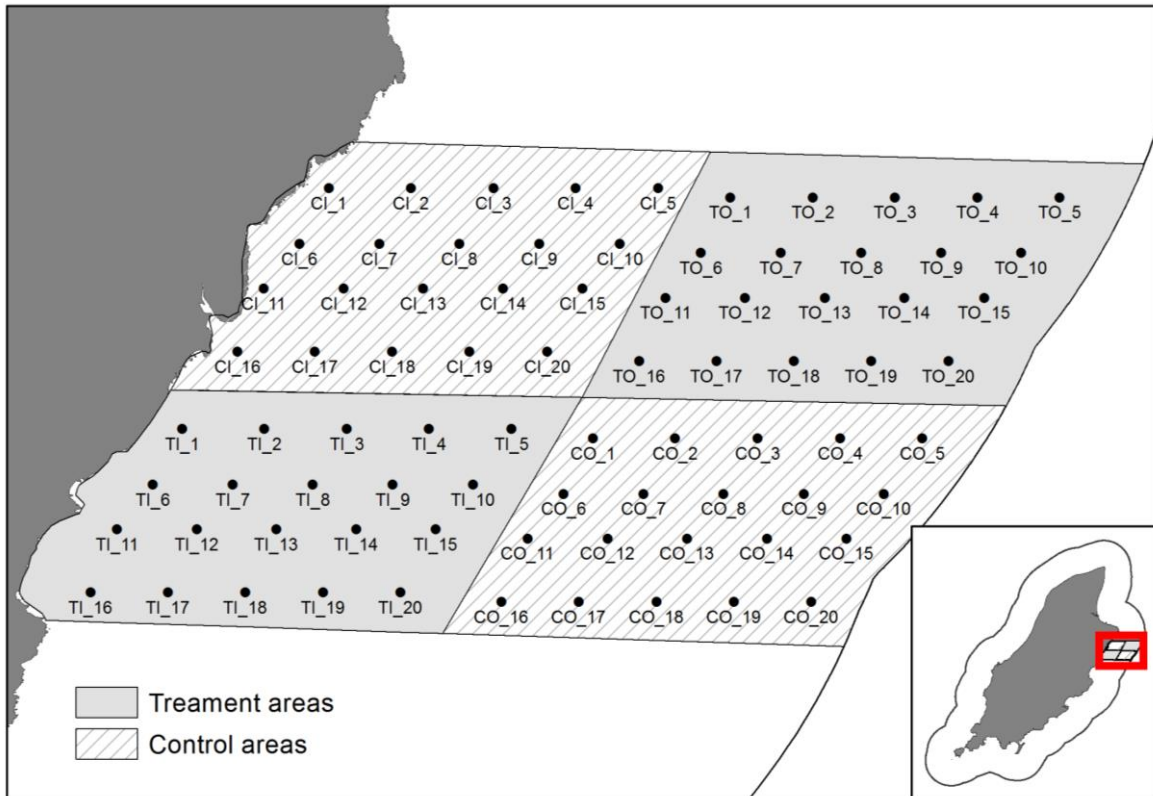 CI_1 CI_2 CI_3 CI_4 CI_5
TO_1 TO_2 TO_3 TO_4 TO_5
CI_6 CI_7 CI_8 CI_9 CI_10
TO_6 TO_7 TO_8 TO_9 TO_10
CI_11 CI_12 CI_13 CI_14 CI_15
TO_11 TO_12 TO_13 TO_14 TO_15
CI_16 CI_17 CI_18 CI_19 CI_20
TO_16 TO_17 TO_18 TO_19 TO_20
TI_1 TI_2 TI_3 TI_4 TI_5
CO_1 CO_2 CO_3 CO_4 CO_5
TI_6 TI_7 TI_8 TI_9 TI_10
CO_6 CO_7 CO_8 CO_9 CO_10
TI_11 TI_12 TI_13 TI_14 TI_15
CO_11 CO_12 CO_13 CO_14 CO_15
TI_16 TI_17 TI_18 TI_19 TI_20
CO_16 CO_17 CO_18 CO_19 CO_20
Treament areas
Control areas